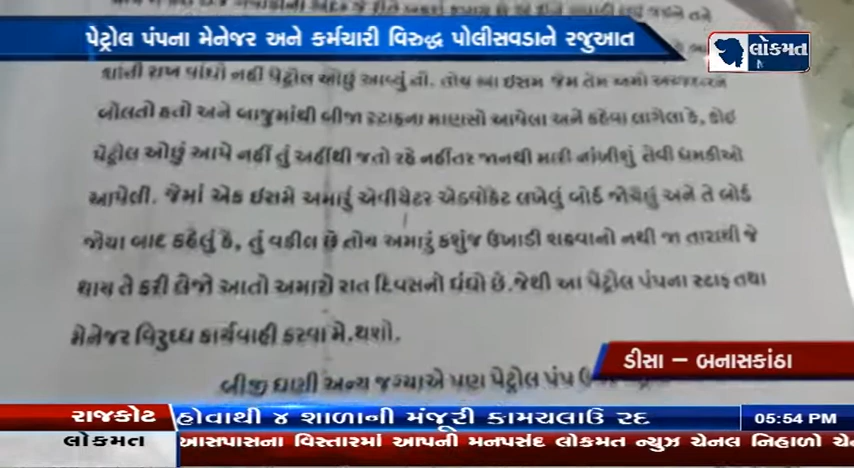 પેટ્રોલ પંપના મેનેજર અને કર્મચારી વિરુદ્ધ પોલીસવડાને રજુઆત
લોકમત
શાંતી રાખ વાંધો નહીં પેટ્રોલ ઓછું આવ્યું તો. તોય આ ઇસમ જેમ તેમ અમો
બોલતો હતો અને બાજુમાંથી બીજા સ્ટાફના માણસો આપેલા અને કહેવા લાગેલા કે, કોઇ
પેટ્રોલ ઓછું આપે નહીં તું અહીંથી જતો રહે નહીંતર જાનથી મારી નાંખીશું તેવી ધમકીઓ
આપેલી. જેમાં એક ઇસમે અમારું એવીયેટર એડવોકેટ લખેલું બોર્ડ જોયેલું અને તે બોર્ડ
જોયા બાદ કહેલું કે, તું વકીલ છે તોય અમારું કશુંજ ઉખાડી શકવાનો નથી જા તારાથી જે
થાય તે કરી લેજો આતો અમારો રાત દિવસનો ધંધો છે.જેથી આ પેટ્રોલ પંપના સ્ટાફ તથા
મેનેજર વિરુધ્ધ કાર્યવાહી કરવા મે.થશો.
બીજી ઘણી અન્ય જગ્યાએ પણ પેટ્રોલ પંપ
ડીસા – બનાસકાંઠા
રાજકોટ હોવાથી ૪ શાળાની મંજૂરી કામચલાઉ રદ 05:54 PM
લોકમત આસપાસના વિસ્તારમાં આપની મનપસંદ લોકમત ન્યુઝ ચેનલ નિહાળો